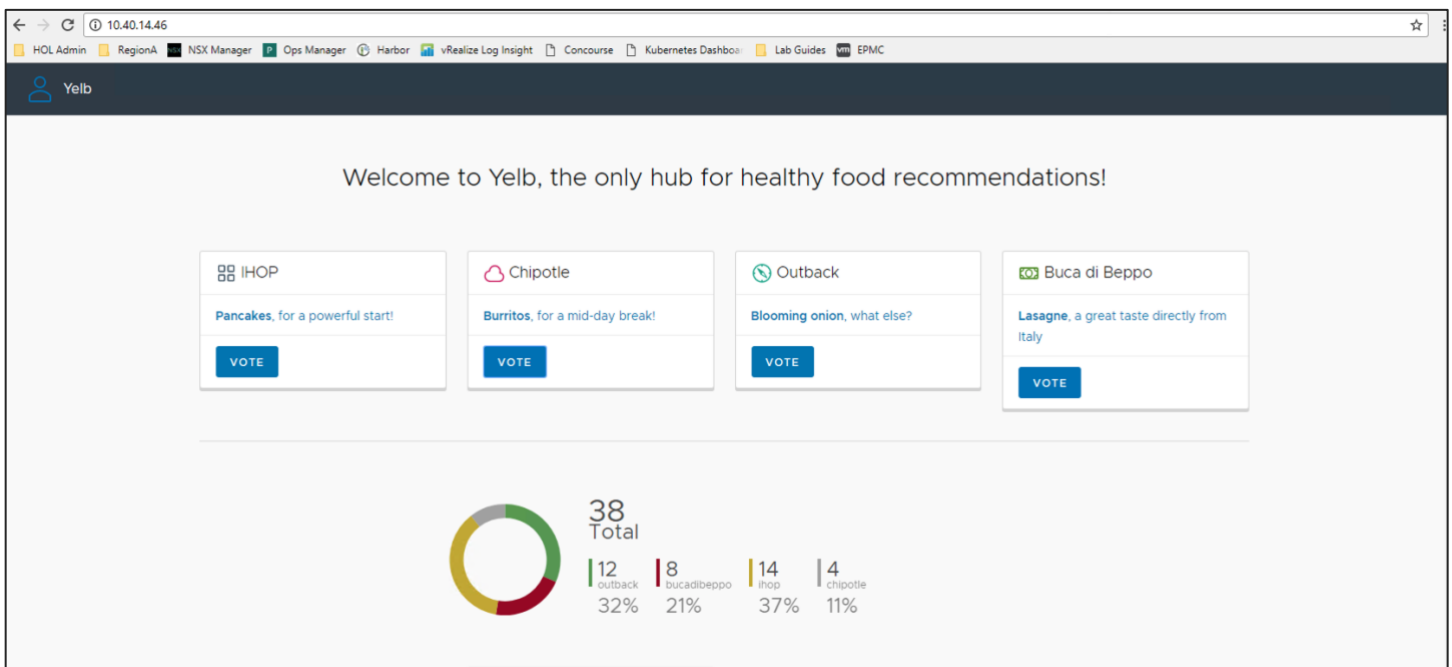 10.40.14.46
HOL Admin RegionA NSX Manager Ops Manager Harbor vRealize Log Insight Concourse Kubernetes Dashboa Lab Guides vm EPMC
Yelb
Welcome to Yelb, the only hub for healthy food recommendations!
IHOP Chipotle Outback Buca di Beppo
Pancakes, for a powerful start! Burritos, for a mid-day break! Blooming onion, what else? Lasagne, a great taste directly from
Italy
VOTE VOTE VOTE
VOTE
38
Total
12 8 14 4
outback bucadibeppo ihop chipotle
32% 21% 37% 11%